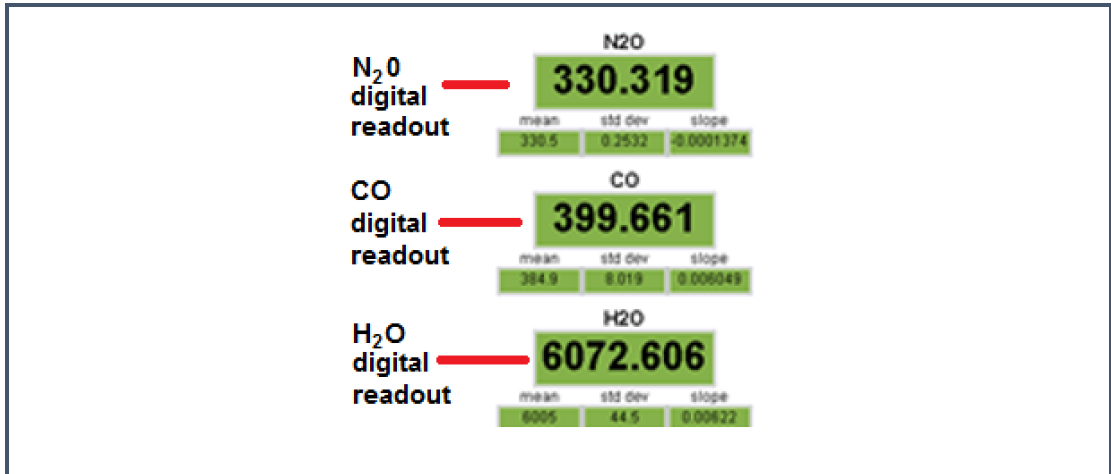 N2O
N₂0
digital
readout
330.319
mean std dev slope
330.5 0.2532 -0.0001374
CO
CO
digital
readout
399.661
mean std dev slope
384.9 8.019 0.006049
H2O
H₂O
digital
readout
6072.606
mean std dev slope
6005 44.5 0.00622